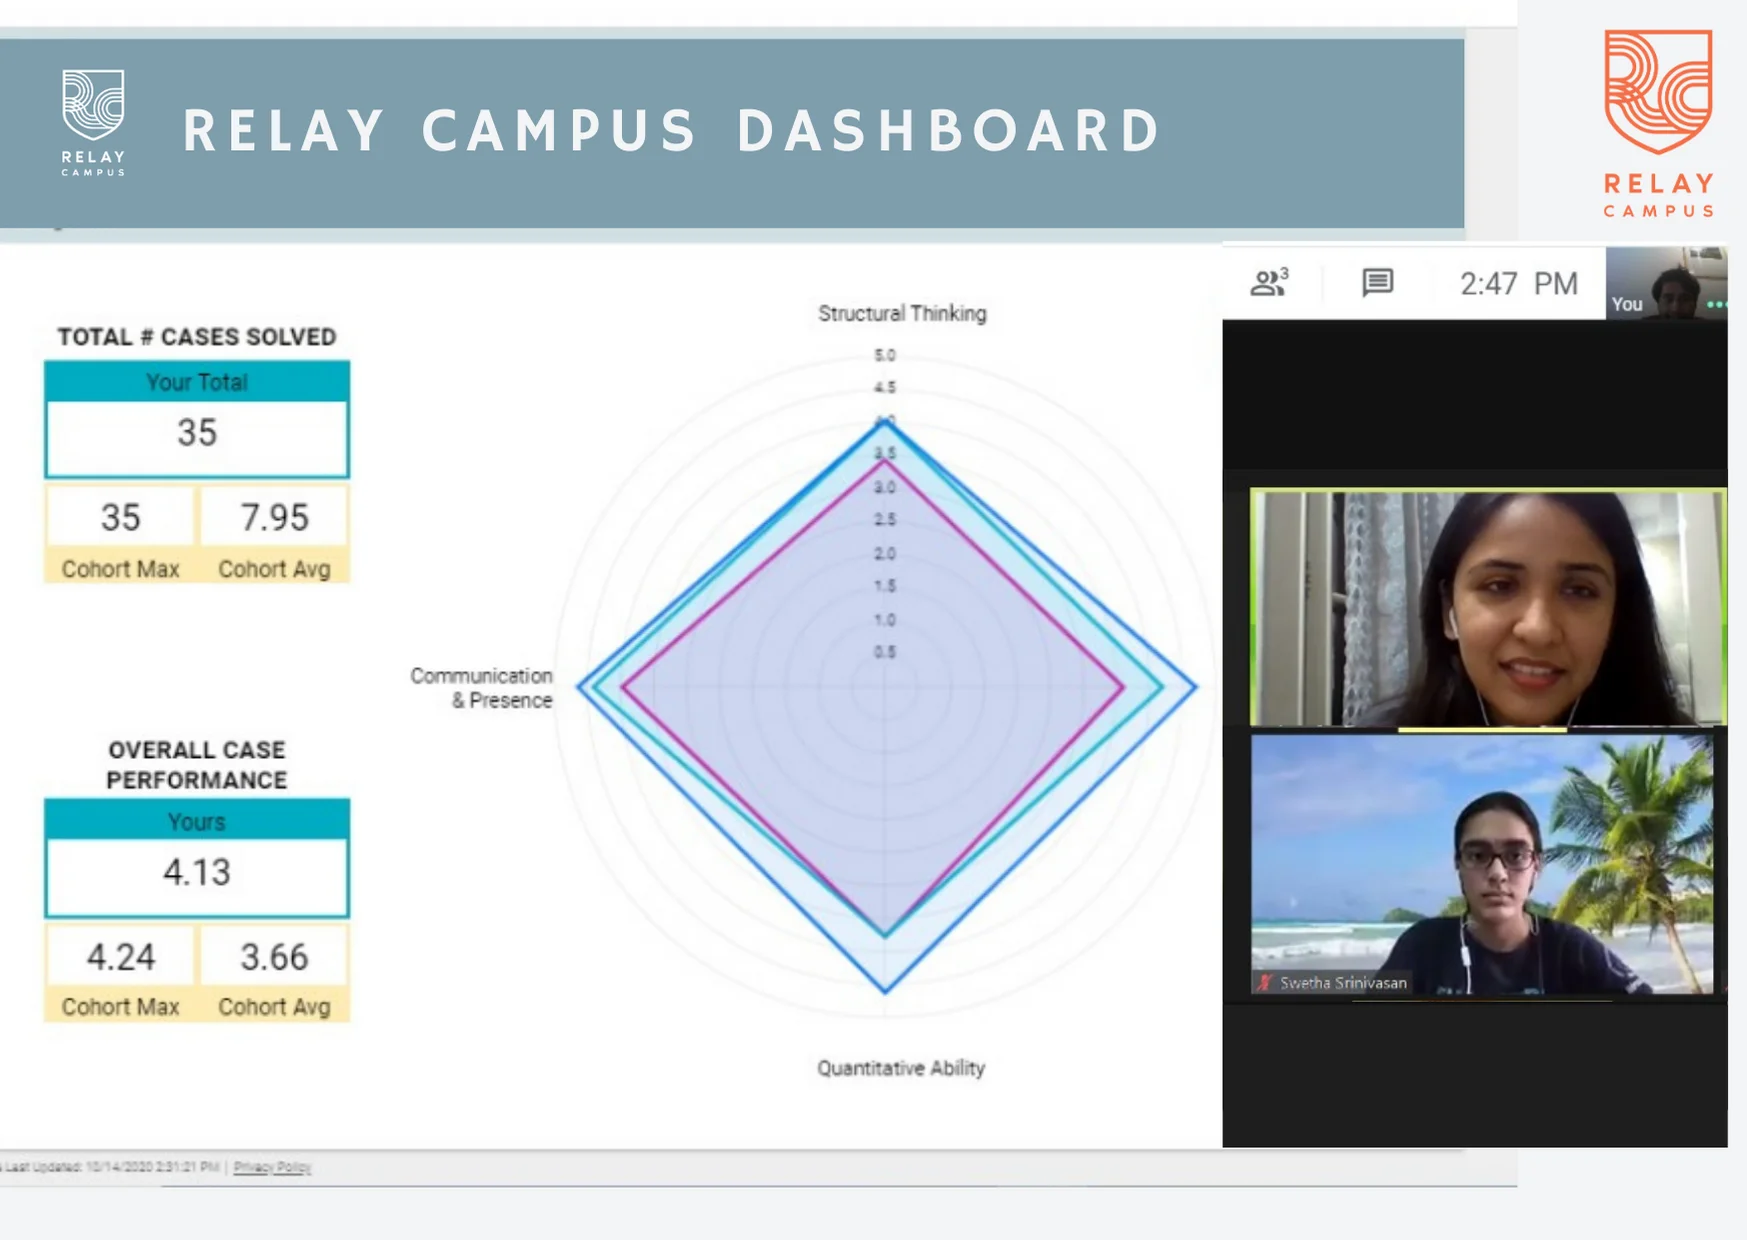 RELAY
CAMPUS
RELAY CAMPUS DASHBOARD
RELAY
CAMPUS
3
2:47 PM
You
TOTAL # CASES SOLVED
Your Total
35
35
7.95
Cohort Max
Cohort Avg
OVERALL CASE
PERFORMANCE
Yours
4.13
4.24
3.66
Cohort Max
Cohort Avg
Structural Thinking
5.0
4.5
4.0
3.5
3.0
2.5
2.0
1.5
1.0
0.5
Communication
& Presence
Quantitative Ability
Swetha Srinivasan
Last Updated: 10/14/2020 2:31:21 PM | Privacy Policy